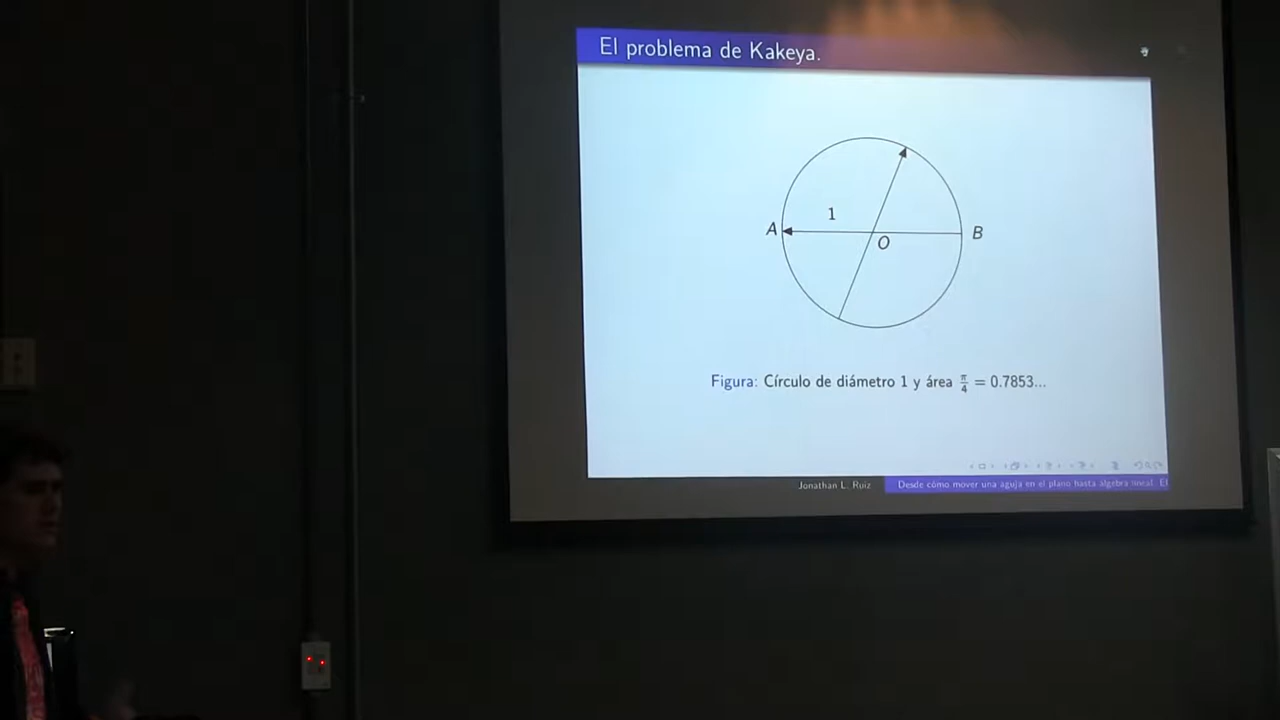 El problema de Kakeya.
1
A
O
B
Figura: Círculo de diámetro 1 y área π/4 = 0.7853...
Jonathan L. Ruiz
Desde cómo mover una aguja en el plano hasta álgebra lineal. El